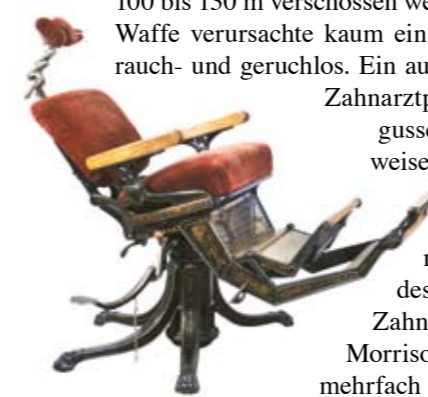 100 bis 150 m verschossen we
Waffe verursachte kaum ein
rauch- und geruchlos. Ein au
Zahnarztp
gusse
weise
r
des
Zahn
Morriso
mehrfach